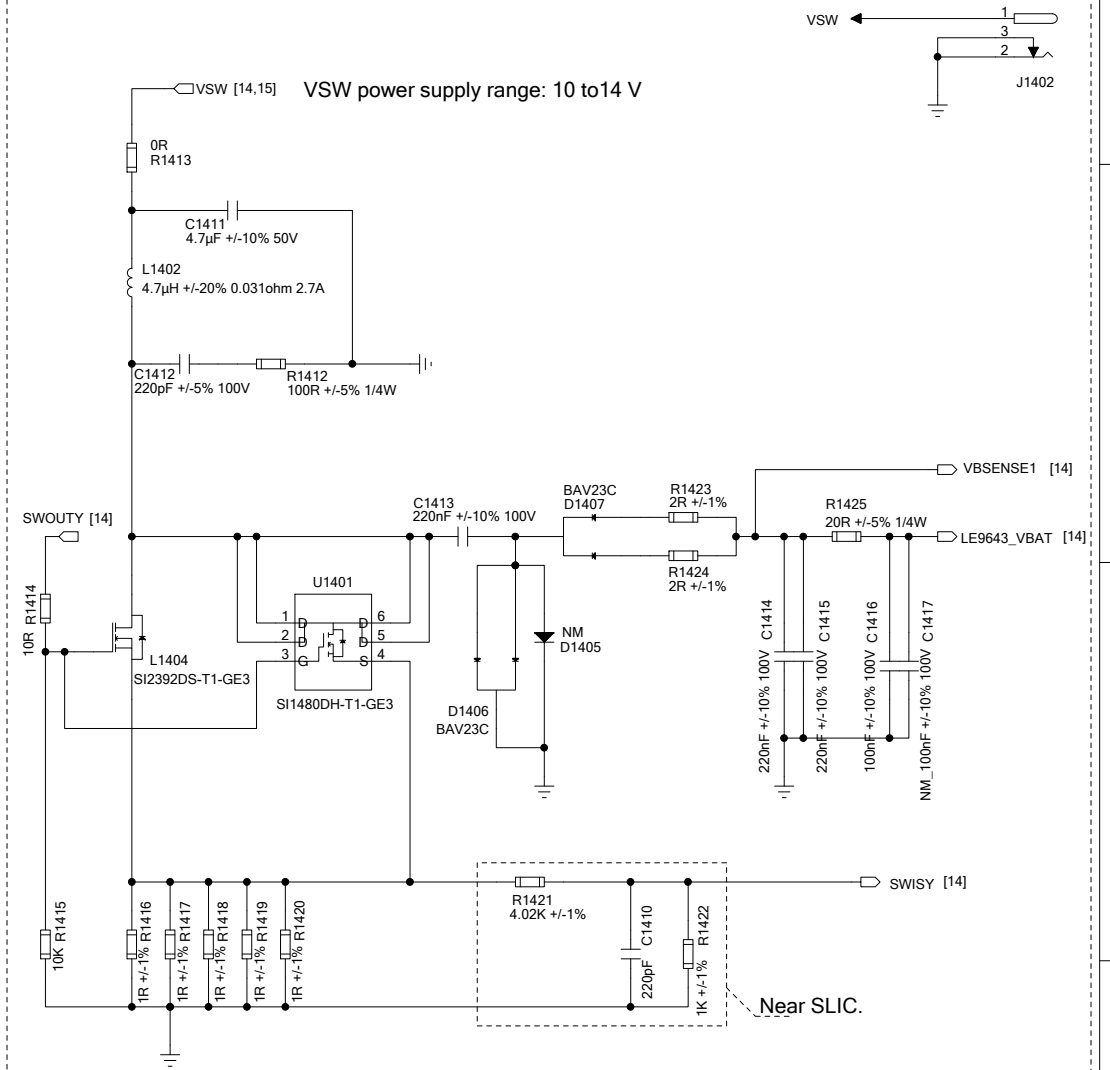 VSW
1
3
2
J1402
VSW [14,15]
VSW power supply range: 10 to14 V
0R
R1413
C1411
4.7µF +/-10% 50V
L1402
4.7µH +/-20% 0.031ohm 2.7A
C1412
220pF +/-5% 100V
R1412
100R +/-5% 1/4W
VBSENSE1 [14]
SWOUTY [14]
C1413
220nF +/-10% 100V
BAV23C
D1407
R1423
2R +/-1%
R1425
20R +/-5% 1/4W
LE9643_VBAT [14]
R1424
2R +/-1%
10R R1414
U1401
1 D D 6
2 D D 5
3 G S 4
SI1480DH-T1-GE3
L1404
SI2392DS-T1-GE3
NM
D1405
D1406
BAV23C
220nF +/-10% 100V C1414
220nF +/-10% 100V C1415
100nF +/-10% 100V C1416
NM_100nF +/-10% 100V C1417
SWISY [14]
R1421
4.02K +/-1%
10K R1415
1R +/-1% R1416
1R +/-1% R1417
1R +/-1% R1418
1R +/-1% R1419
1R +/-1% R1420
220pF C1410
1K +/-1% R1422
Near SLIC.